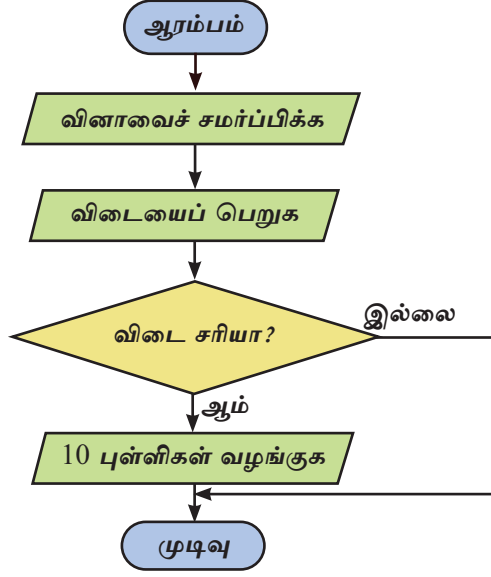 ஆரம்பம்
வினாவைச் சமர்ப்பிக்க
விடையைப் பெறுக
விடை சரியா?
இல்லை
ஆம்
10 புள்ளிகள் வழங்குக
முடிவு